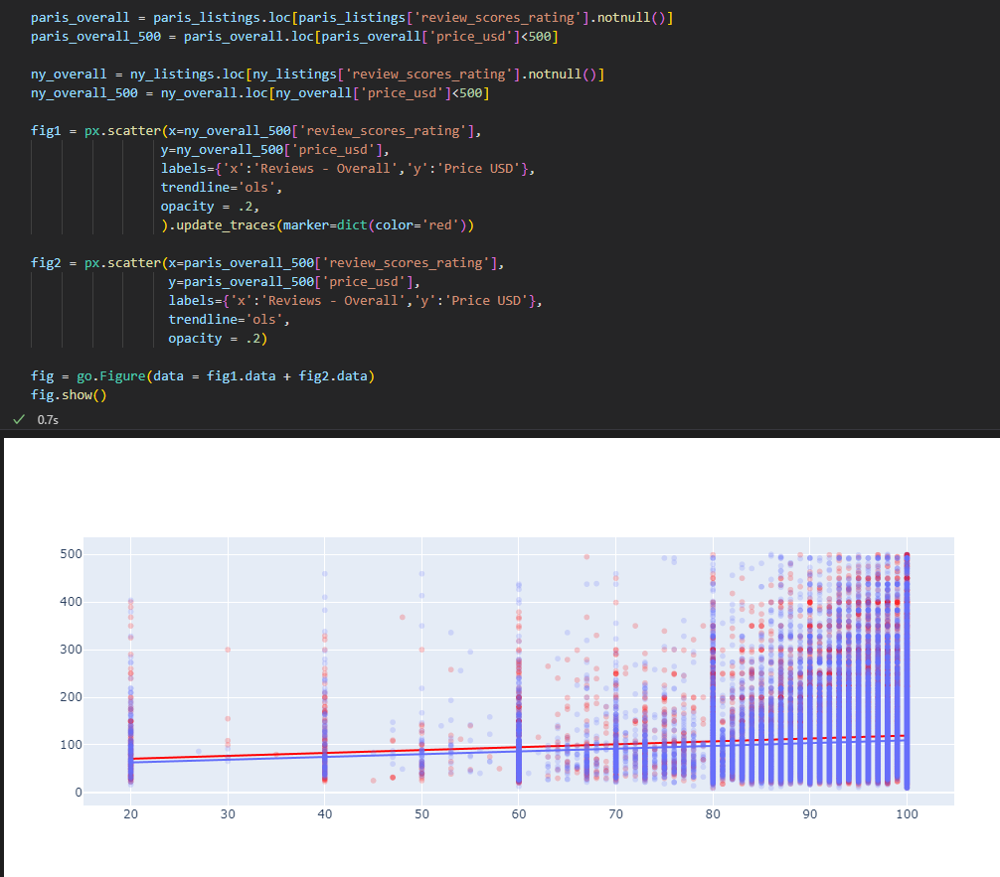 paris_overall = paris_listings.loc[paris_listings['review_scores_rating'].notnull()]
paris_overall_500 = paris_overall.loc[paris_overall['price_usd']<500]
ny_overall = ny_listings.loc[ny_listings['review_scores_rating'].notnull()]
ny_overall_500 = ny_overall.loc[ny_overall['price_usd']<500]
fig1 = px.scatter(x=ny_overall_500['review_scores_rating'],
y=ny_overall_500['price_usd'],
labels={'x':'Reviews - Overall','y':'Price USD'},
trendline='ols',
opacity = .2,
).update_traces(marker=dict(color='red'))
fig2 = px.scatter(x=paris_overall_500['review_scores_rating'],
y=paris_overall_500['price_usd'],
labels={'x':'Reviews - Overall','y':'Price USD'},
trendline='ols',
opacity = .2)
fig = go.Figure(data = fig1.data + fig2.data)
fig.show()
0.7s
500
400
300
200
100
0
20 30 40 50 60 70 80 90 100